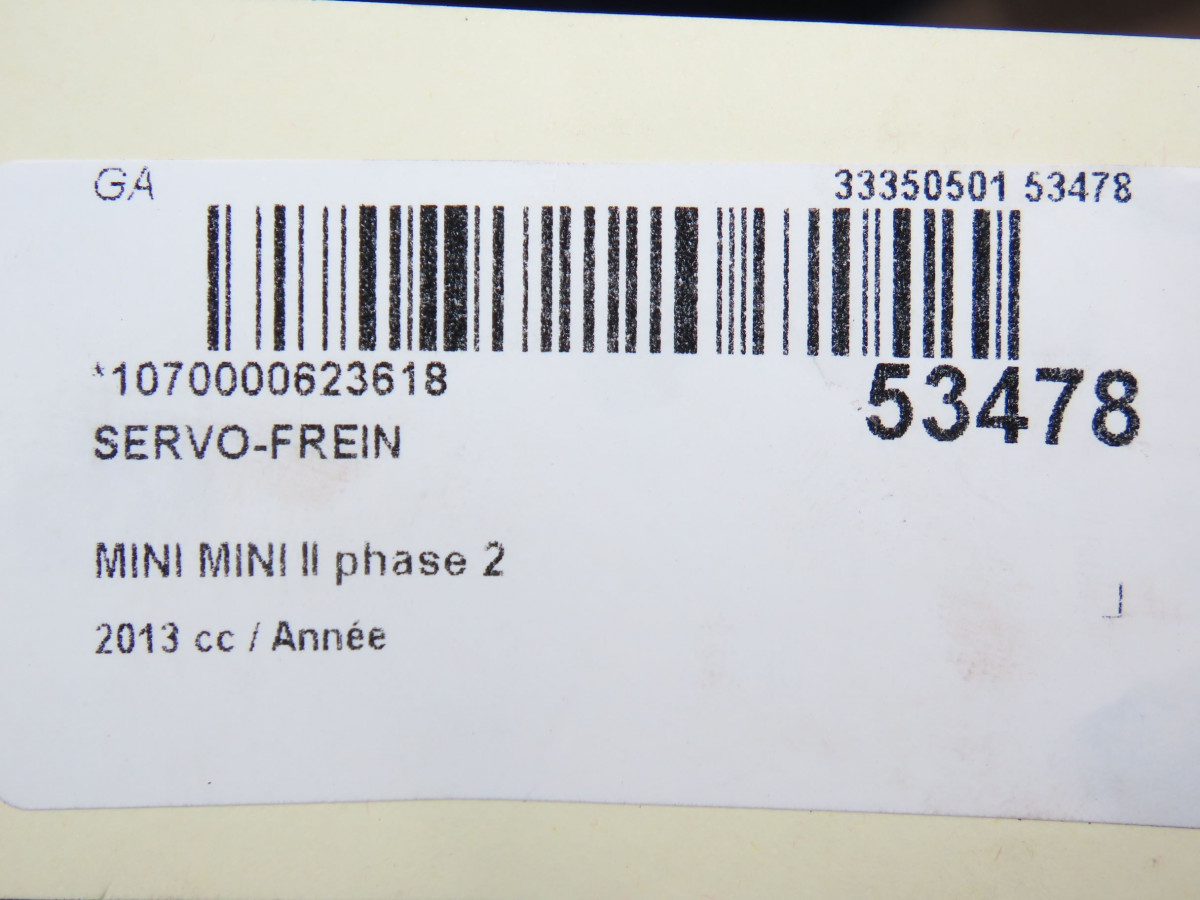 GA 33350501 53478
*1070000623618 53478
SERVO-FREIN
MINI MINI II phase 2
2013 cc / Année